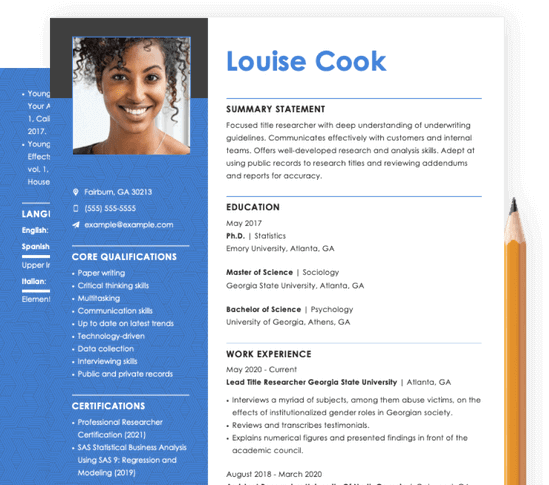 Young
Your A
1, Cali
2017.
Young
Effect
vol. 1,
House
LANGU
English:
Spanish
Upper In
Italian:
Element
Fairburn, GA 30213
(555) 555-5555
example@example.com
CORE QUALIFICATIONS
• Paper writing
• Critical thinking skills
• Multitasking
• Communication skills
• Up to date on latest trends
• Technology-driven
• Data collection
• Interviewing skills
• Public and private records
CERTIFICATIONS
• Professional Researcher
Certification (2021)
• SAS Statistical Business Analysis
Using SAS 9: Regression and
Modeling (2019)
Louise Cook
SUMMARY STATEMENT
Focused title researcher with deep understanding of underwriting
guidelines. Communicates effectively with customers and internal
teams. Offers well-developed research and analysis skills. Adept at
using public records to research titles and reviewing addendums
and reports for accuracy.
EDUCATION
May 2017
Ph.D. | Statistics
Emory University, Atlanta, GA
Master of Science | Sociology
Georgia State University, Atlanta, GA
Bachelor of Science | Psychology
University of Georgia, Athens, GA
WORK EXPERIENCE
May 2020 - Current
Lead Title Researcher Georgia State University | Atlanta, GA
• Interviews a myriad of subjects, among them abuse victims, on the
effects of institutionalized gender roles in Georgian society.
• Reviews and transcribes testimonials.
• Explains numerical figures and presented findings in front of the
academic council.
August 2018 - March 2020